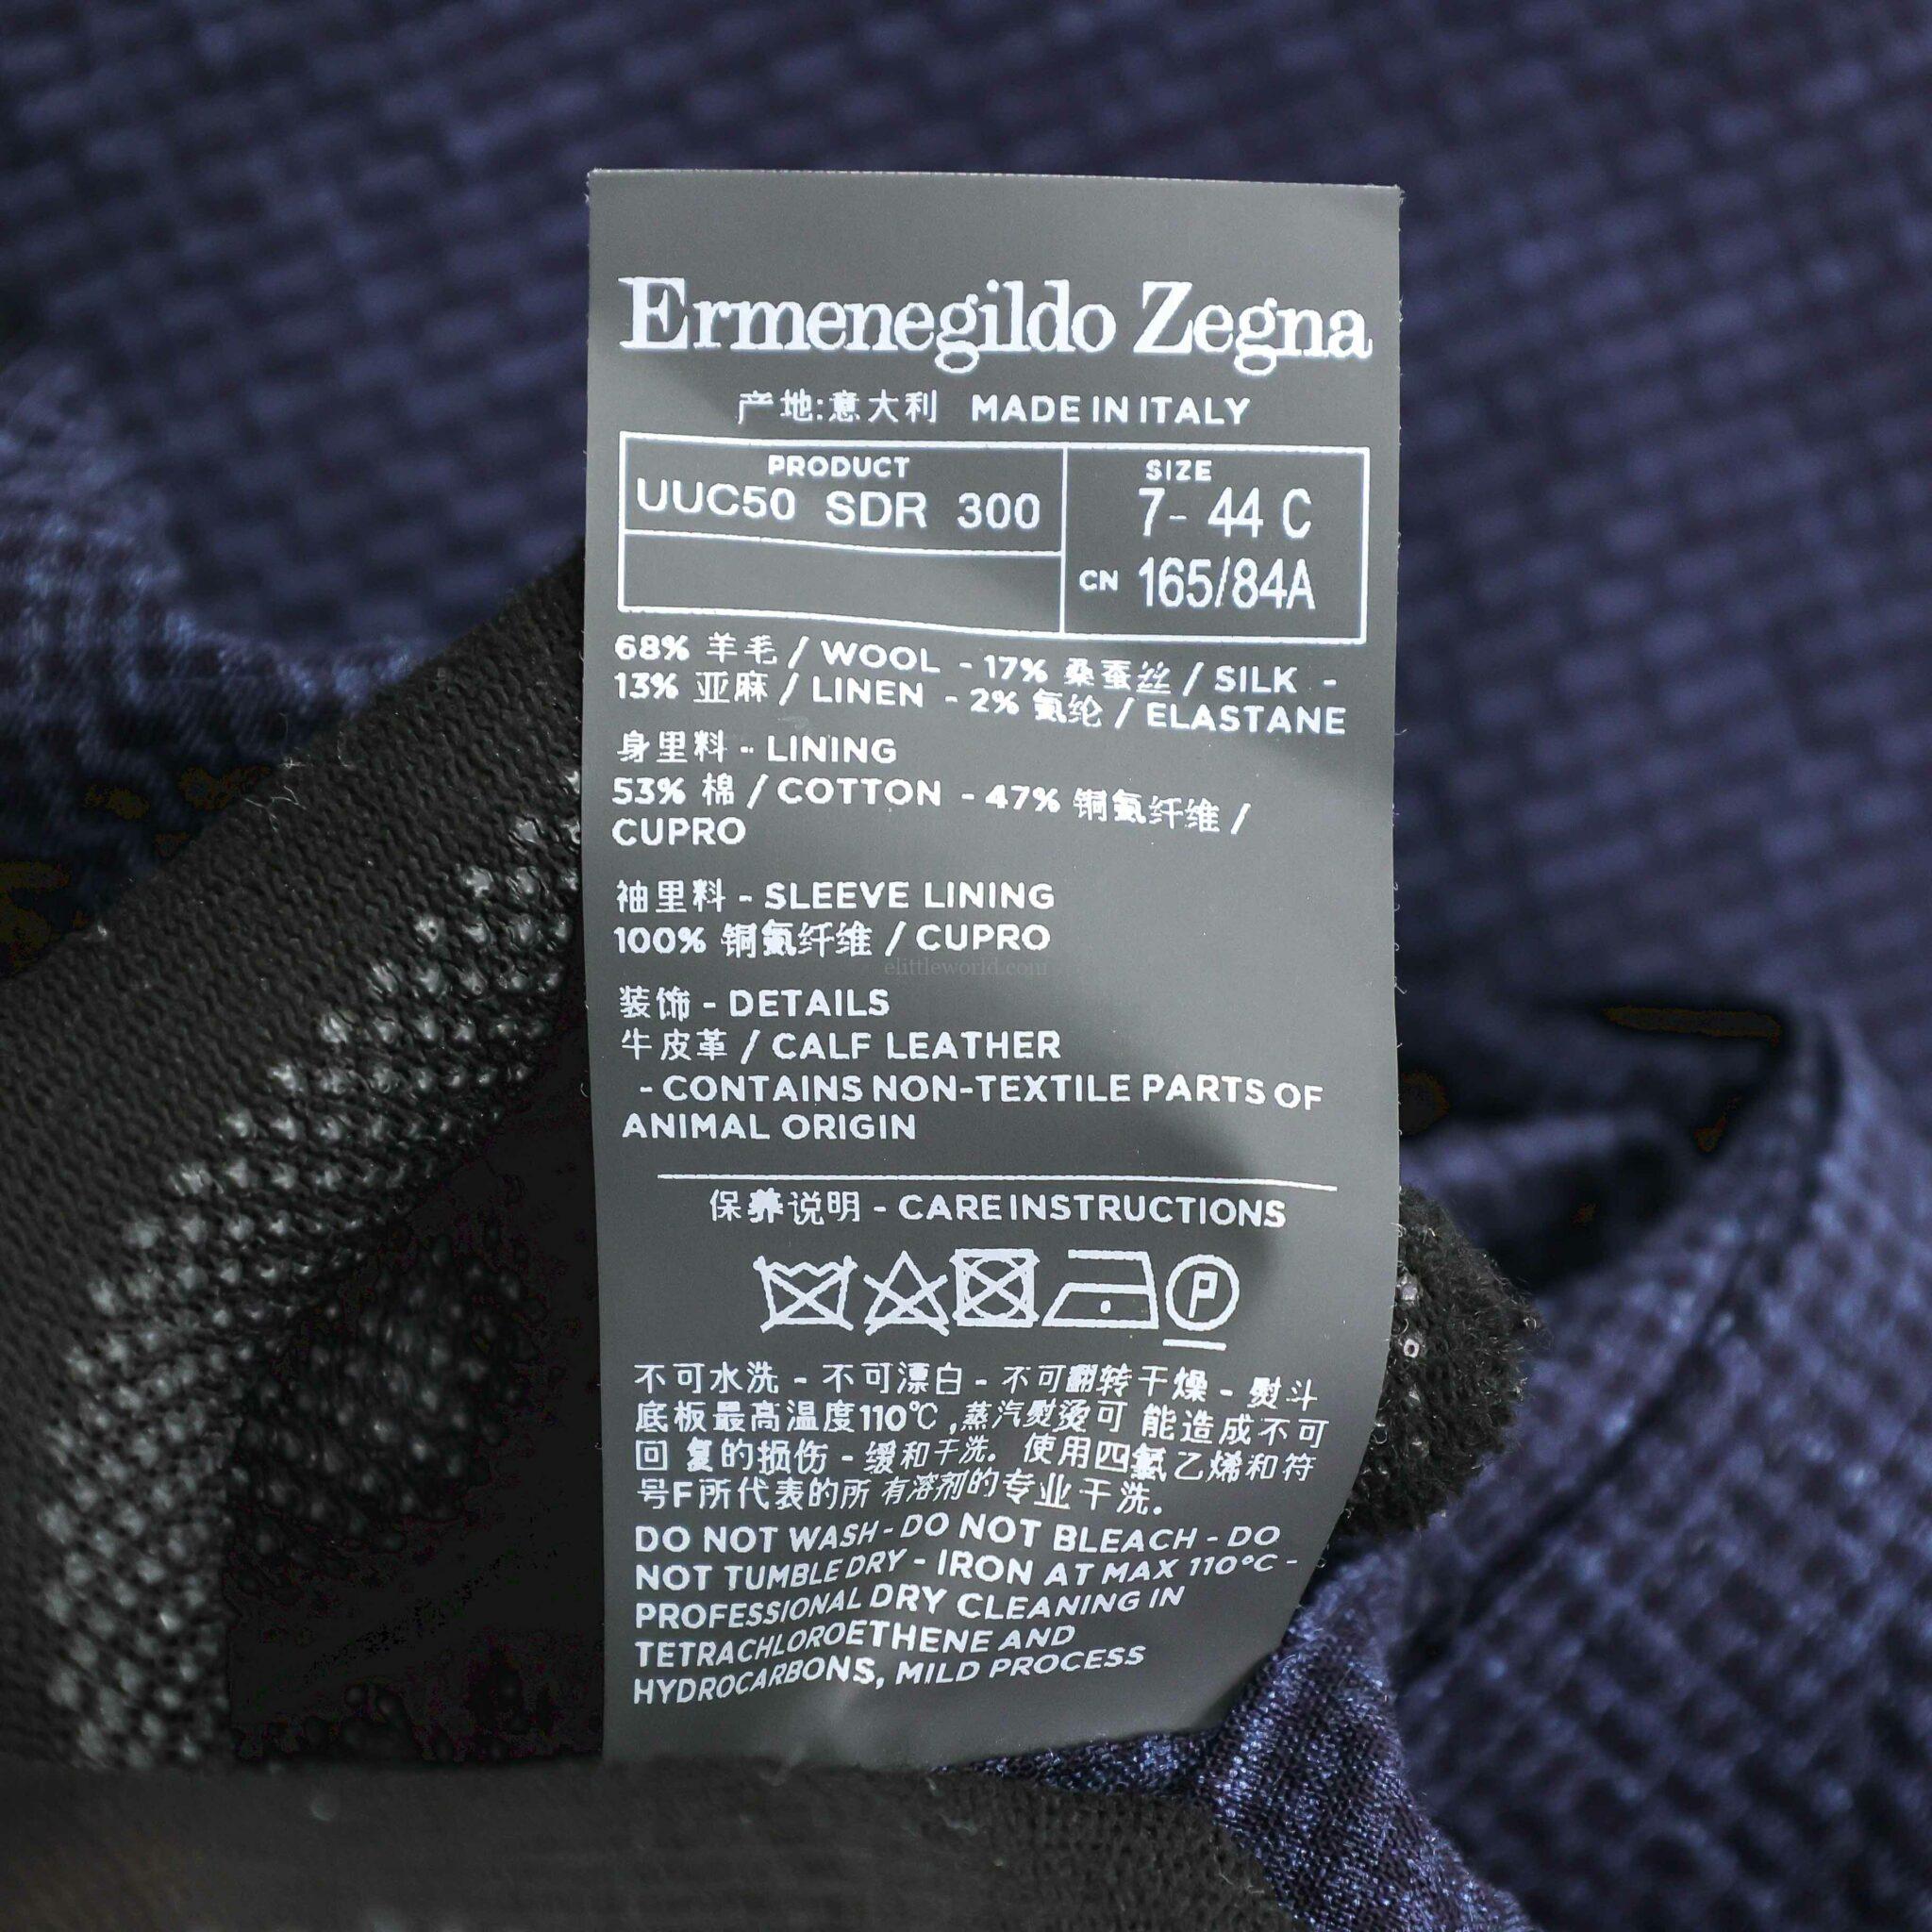 Ermenegildo Zegna
产地:意大利 MADE IN ITALY
PRODUCT
UUC50 SDR 300
SIZE
7- 44 C
CN 165/84A
68% 羊毛 / WOOL - 17% 桑蚕丝 / SILK -
13% 亚麻 / LINEN - 2% 氨纶 / ELASTANE
身里料 - LINING
53% 棉 / COTTON - 47% 铜氨纤维 /
CUPRO
袖里料 - SLEEVE LINING
100% 铜氨纤维 / CUPRO
elittleworld.com
装饰 - DETAILS
牛皮革 / CALF LEATHER
- CONTAINS NON-TEXTILE PARTS OF
ANIMAL ORIGIN
保养说明 - CARE INSTRUCTIONS
P
不可水洗 - 不可漂白 - 不可翻转干燥 - 熨斗
底板最高温度110℃,蒸汽熨烫可 能造成不可
回 复的损伤 - 缓和干洗。 使用四氯乙烯和符
号F所代表的所 有溶剂的专业干洗.
DO NOT WASH - DO NOT BLEACH - DO
NOT TUMBLE DRY - IRON AT MAX 110°C -
PROFESSIONAL DRY CLEANING IN
TETRACHLOROETHENE AND
HYDROCARBONS, MILD PROCESS